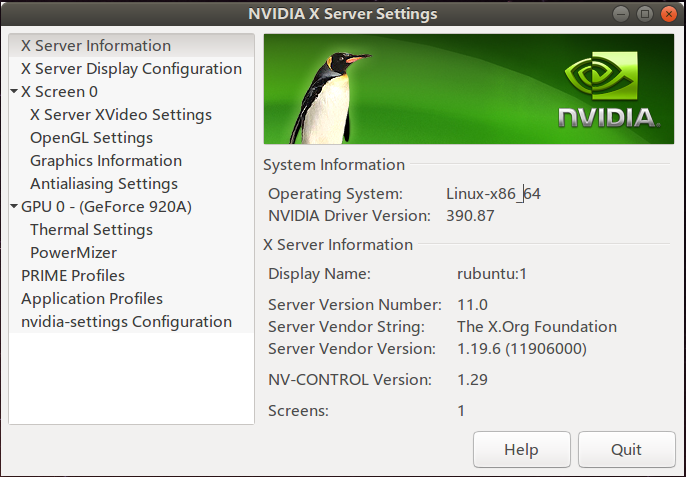 NVIDIA X Server Settings
X Server Information
X Server Display Configuration
X Screen 0
X Server XVideo Settings
OpenGL Settings
Graphics Information
Antialiasing Settings
GPU 0 - (GeForce 920A)
Thermal Settings
PowerMizer
PRIME Profiles
Application Profiles
nvidia-settings Configuration
NVIDIA.
System Information
Operating System: Linux-x86_64
NVIDIA Driver Version: 390.87
X Server Information
Display Name: rubuntu:1
Server Version Number: 11.0
Server Vendor String: The X.Org Foundation
Server Vendor Version: 1.19.6 (11906000)
NV-CONTROL Version: 1.29
Screens: 1
Help Quit